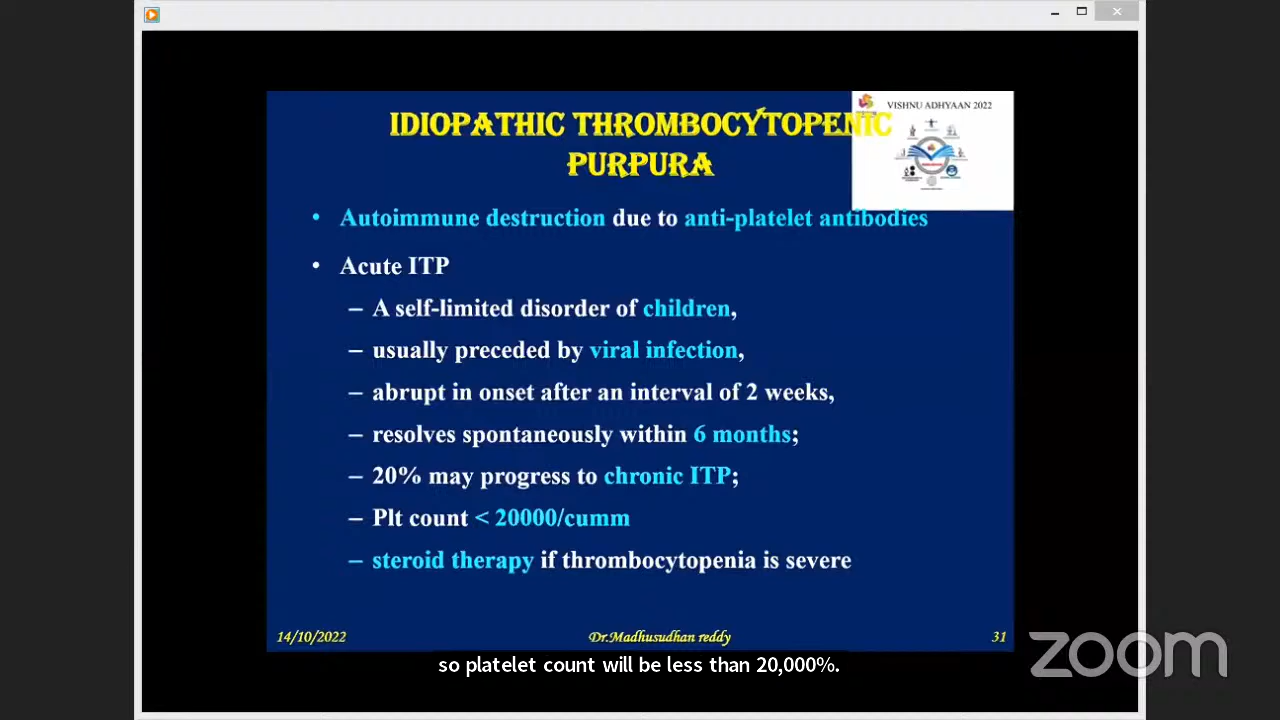 VISHNU ADHYAAN 2022
IDIOPATHIC THROMBOCYTOPENIC
PURPURA
• Autoimmune destruction due to anti-platelet antibodies
• Acute ITP
– A self-limited disorder of children,
– usually preceded by viral infection,
– abrupt in onset after an interval of 2 weeks,
– resolves spontaneously within 6 months;
– 20% may progress to chronic ITP;
– Plt count < 20000/cumm
– steroid therapy if thrombocytopenia is severe
14/10/2022 Dr.Madhusudhan reddy 31
so platelet count will be less than 20,000%.
zoom